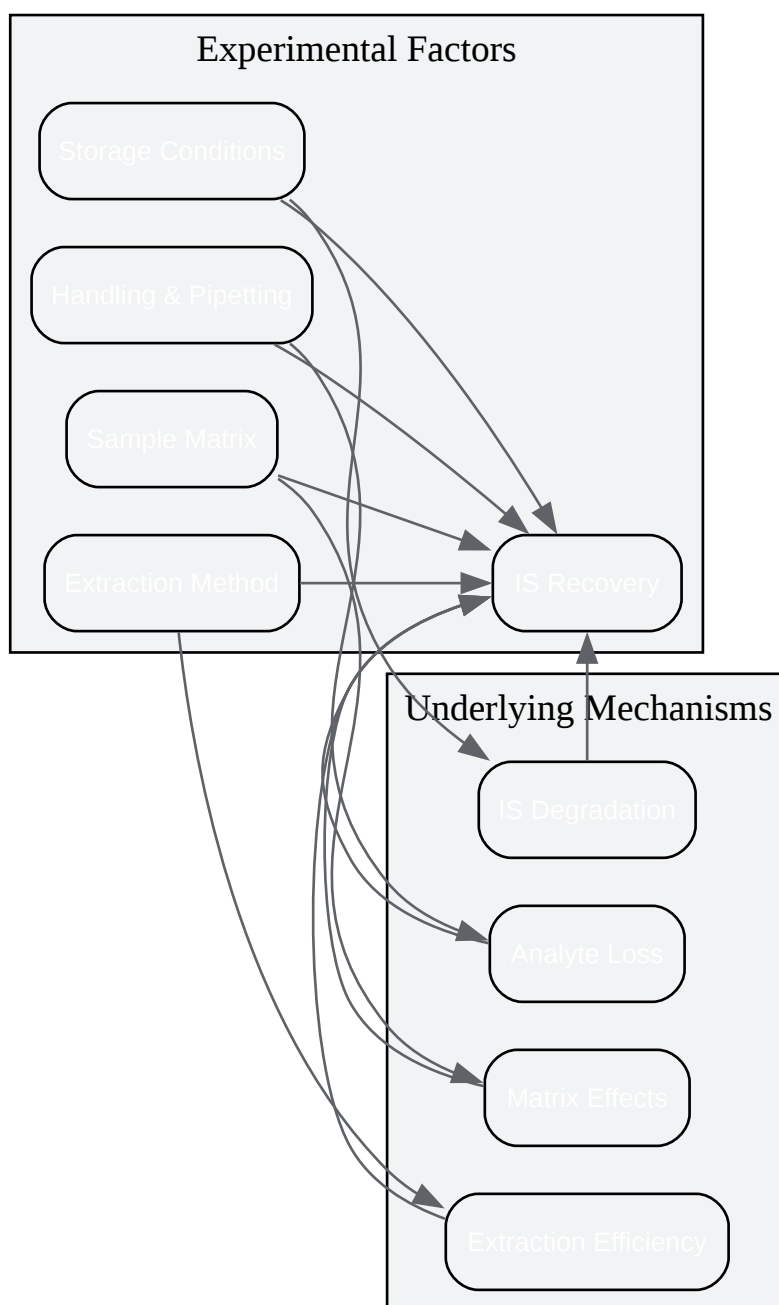 Experimental Factors
Storage Conditions
Handling & Pipetting
Sample Matrix
Extraction Method
IS Recovery
Underlying Mechanisms
IS Degradation
Analyte Loss
Matrix Effects
Extraction Efficiency